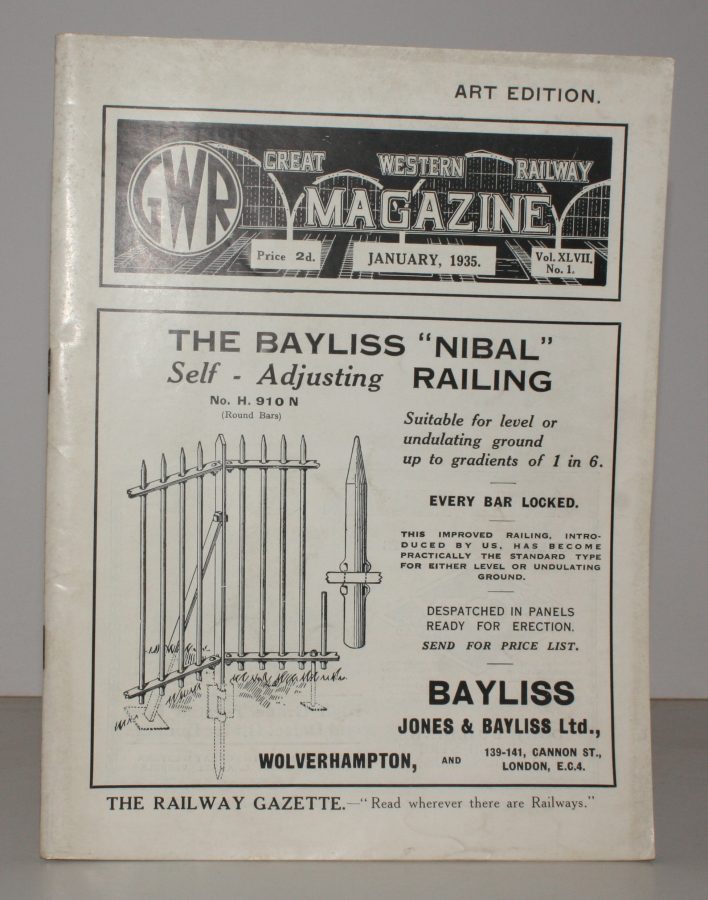 ART EDITION.
GWR
GREAT WESTERN RAILWAY
MAGAZINE
Price 2d.
JANUARY, 1935.
Vol. XLVII.
No. 1.
THE BAYLISS "NIBAL"
Self - Adjusting RAILING
No. H. 910 N
(Round Bars)
Suitable for level or
undulating ground
up to gradients of 1 in 6.
EVERY BAR LOCKED.
THIS IMPROVED RAILING, INTRO-
DUCED BY US, HAS BECOME
PRACTICALLY THE STANDARD TYPE
FOR EITHER LEVEL OR UNDULATING
GROUND.
DESPATCHED IN PANELS
READY FOR ERECTION.
SEND FOR PRICE LIST.
BAYLISS
JONES & BAYLISS Ltd.,
WOLVERHAMPTON, AND
139-141, CANNON ST.,
LONDON, E.C.4.
THE RAILWAY GAZETTE.—"Read wherever there are Railways."